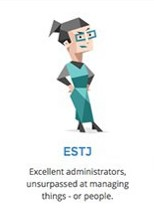 ESTJ
Excellent administrators,
unsurpassed at managing
things - or people.